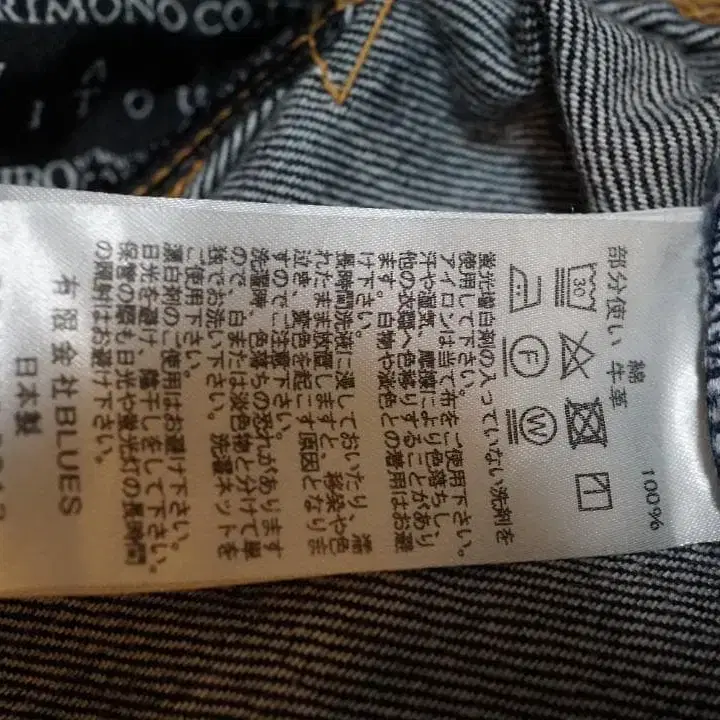 RIMONO CO.
ITOU
綿 100%
部分使い 牛革
30
F
W
蛍光増白剤の入っていない洗剤を
使用して下さい。
アイロンは当て布をご使用下さい。
汗や湿気、摩擦により色落ちし、
他の衣類へ色移りすることがあり
ます。白物や淡色との着用はお避
け下さい。
長時間洗液に浸しておいたり、濡
れたまま放置しますと、移染や色
泣き、変色を起こす原因となりま
すのでご注意下さい。
洗濯時、色落ちの恐れがあります
ので、白または淡色物と分けて単
独でお洗い下さい。洗濯ネットを
ご使用下さい。
漂白剤のご使用はお避け下さい。
日光を避け、陰干しをして下さい。
保管の際も日光や蛍光灯の長時間
の照射はお避け下さい。
有限会社BLUES
日本製